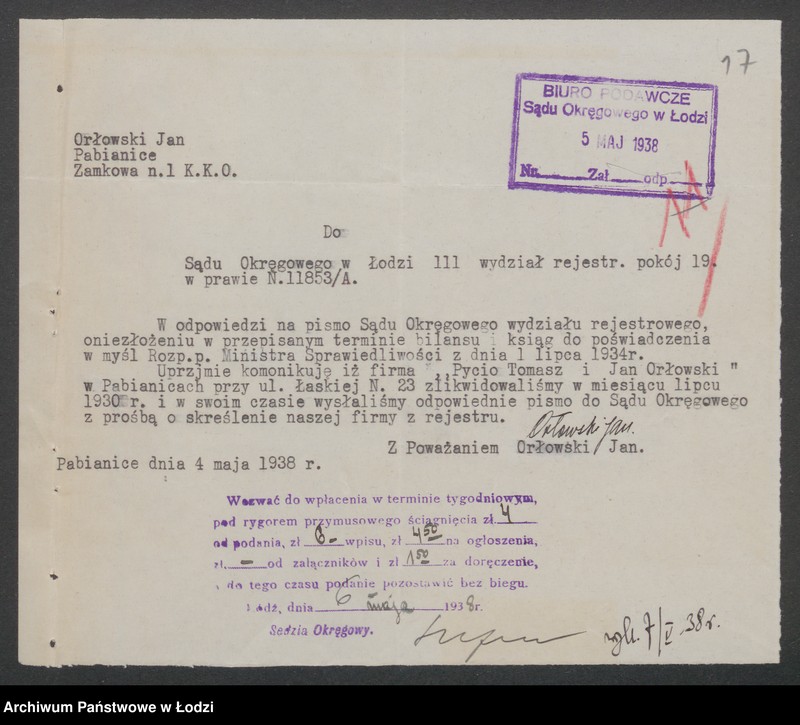 17
BIURO PODAWCZE
Sądu Okręgowego w Łodzi
5 MAJ 1938
Nr. Zał odp.
Orłowski Jan
Pabianice
Zamkowa n.1 K.K.O.
Do
Sądu Okręgowego w Łodzi 111 wydział rejestr. pokój 19.
w prawie N.11853/A.
W odpowiedzi na pismo Sądu Okręgowego wydziału rejestrowego,
oniezłożeniu w przepisanym terminie bilansu i ksiąg do poświadczenia
w myśl Rozp.p. Ministra Sprawiedliwości z dnia 1 lipca 1934r.
Uprzjmie komonikuję iż firma ,,Pycio Tomasz i Jan Orłowski "
w Pabianicach przy ul. Łaskiej N. 23 zlikwidowaliśmy w miesiącu lipcu
1930 r. i w swoim czasie wysłaliśmy odpowiednie pismo do Sądu Okręgowego
z prośbą o skreślenie naszej firmy z rejestru.
Orłowski Jan.
Z Poważaniem Orłowski Jan.
Pabianice dnia 4 maja 1938 r.
Wezwać do wpłacenia w terminie tygodniowym,
pod rygorem przymusowego ściągnięcia zł. 4
od podania, zł 6- wpisu, zł 4 50 na ogłoszenia,
zł. - od załączników i zł 1 50 za doręczenie,
do tego czasu podanie pozostawić bez biegu.
Łódź, dnia 6 maja 1938r.
Sędzia Okręgowy.
7/V 38r.
Archiwum Państwowe w Łodzi